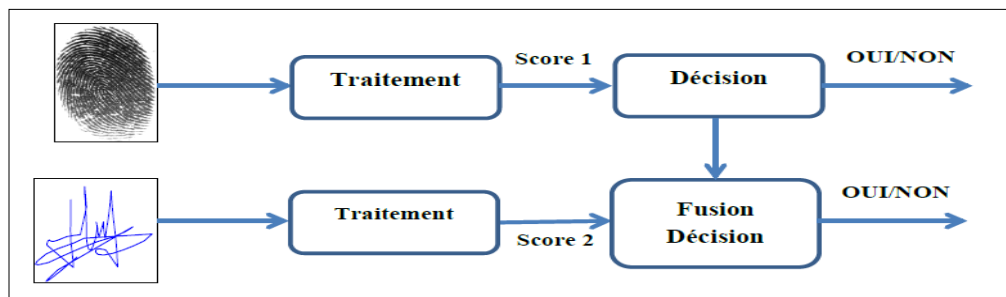 Traitement
Score 1
Décision
OUI/NON
Traitement
Score 2
Fusion
Décision
OUI/NON